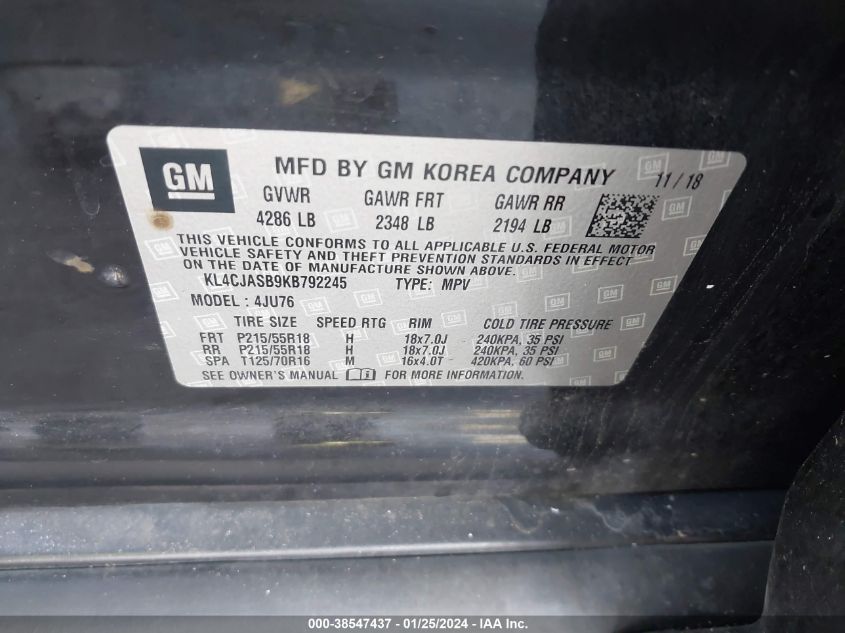 GM MFD BY GM KOREA COMPANY 11/18
GVWR GAWR FRT GAWR RR
4286 LB 2348 LB 2194 LB
THIS VEHICLE CONFORMS TO ALL APPLICABLE U.S. FEDERAL MOTOR
VEHICLE SAFETY AND THEFT PREVENTION STANDARDS IN EFFECT
ON THE DATE OF MANUFACTURE SHOWN ABOVE.
KL4CJASB9KB792245 TYPE: MPV
MODEL: 4JU76
TIRE SIZE SPEED RTG RIM COLD TIRE PRESSURE
FRT P215/55R18 H 18x7.0J - 240KPA, 35 PSI
RR P215/55R18 H 18x7.0J - 240KPA, 35 PSI
SPA T125/70R16 M 16x4.0T - 420KPA, 60 PSI
SEE OWNER'S MANUAL FOR MORE INFORMATION.
000-38547437 - 01/25/2024 - IAA Inc.